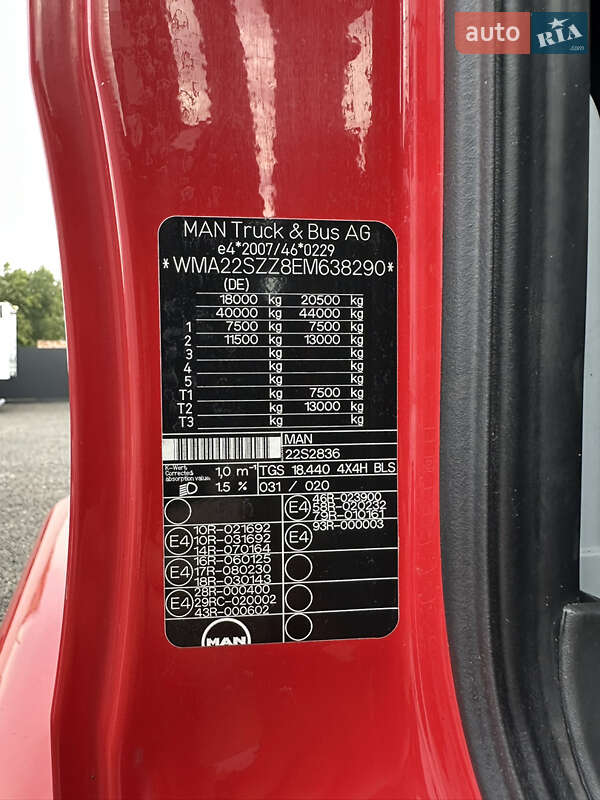 auto RIA.com
MAN Truck & Bus AG
e4*2007/46*0229
*WMA22SZZ8EM638290*
(DE)
18000 kg 20500 kg
40000 kg 44000 kg
1 7500 kg 7500 kg
2 11500 kg 13000 kg
3 kg kg
4 kg kg
5 kg kg
T1 kg 7500 kg
T2 kg 13000 kg
T3 kg kg
MAN
22S2836
K-Wert Corrected absorption value 1,0 m⁻¹ TGS 18.440 4X4H BLS
1.5 % 031 / 020
E4 46R-023900
58R-020232
79R-010161
E4 10R-021692
10R-031692
14R-070164
E4 93R-000003
E4 16R-060125
17R-080230
18R-030143
E4 28R-000400
29RC-020002
43R-000602
MAN